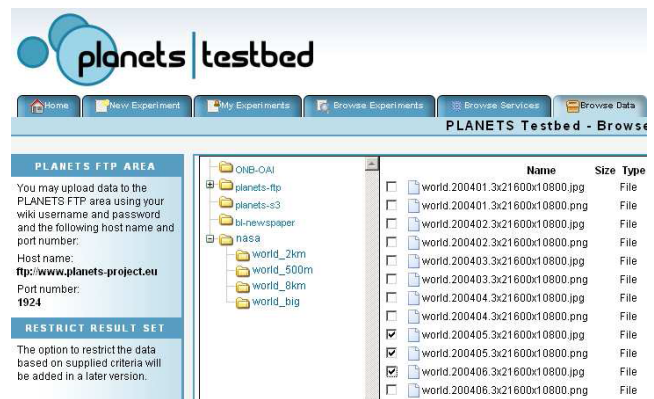 planets testbed
Home New Experiment My Experiments Browse Experiments Browse Services Browse Data
PLANETS Testbed - Browse
PLANETS FTP AREA
You may upload data to the
PLANETS FTP area using your
wiki username and password
and the following host name and
port number:
Host name:
ftp://www.planets-project.eu
Port number:
1924
RESTRICT RESULT SET
The option to restrict the data
based on supplied criteria will
be added in a later version.
ONB-OAI
planets-ftp
planets-s3
bl-newspaper
nasa
world_2km
world_500m
world_8km
world_big
Name Size Type
world.200401.3x21600x10800.jpg File
world.200401.3x21600x10800.png File
world.200402.3x21600x10800.jpg File
world.200402.3x21600x10800.png File
world.200403.3x21600x10800.jpg File
world.200403.3x21600x10800.png File
world.200404.3x21600x10800.jpg File
world.200404.3x21600x10800.png File
world.200405.3x21600x10800.jpg File
world.200405.3x21600x10800.png File
world.200406.3x21600x10800.jpg File
world.200406.3x21600x10800.png File